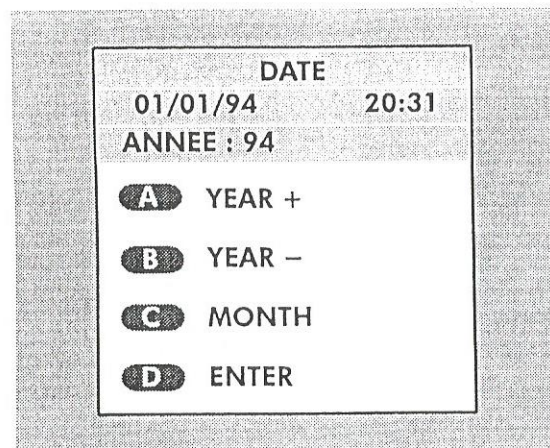 DATE
01/01/94 20:31
ANNEE : 94
A YEAR +
B YEAR −
C MONTH
D ENTER